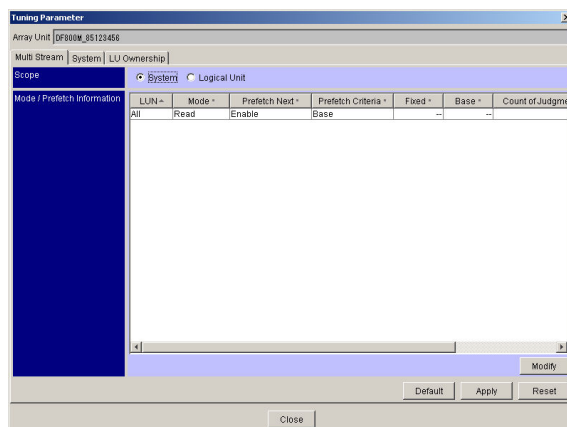 Tuning Parameter
Array Unit DF800M_85123456
Multi Stream System LU Ownership
Scope System Logical Unit
Mode / Prefetch Information LUN Mode Prefetch Next Prefetch Criteria Fixed Base Count of Judgme
All Read Enable Base -- --
Modify
Default Apply Reset
Close